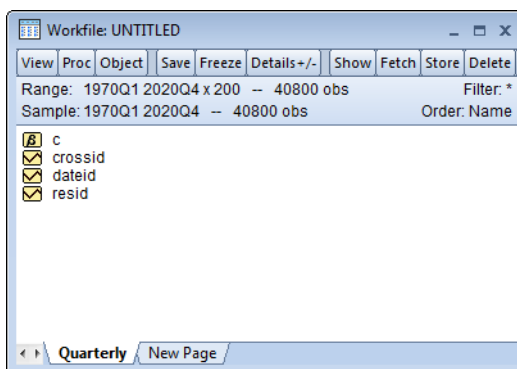 Workfile: UNTITLED
View Proc Object Save Freeze Details+/- Show Fetch Store Delete
Range: 1970Q1 2020Q4 x 200 -- 40800 obs Filter: *
Sample: 1970Q1 2020Q4 -- 40800 obs Order: Name
β c
crossid
dateid
resid
Quarterly New Page